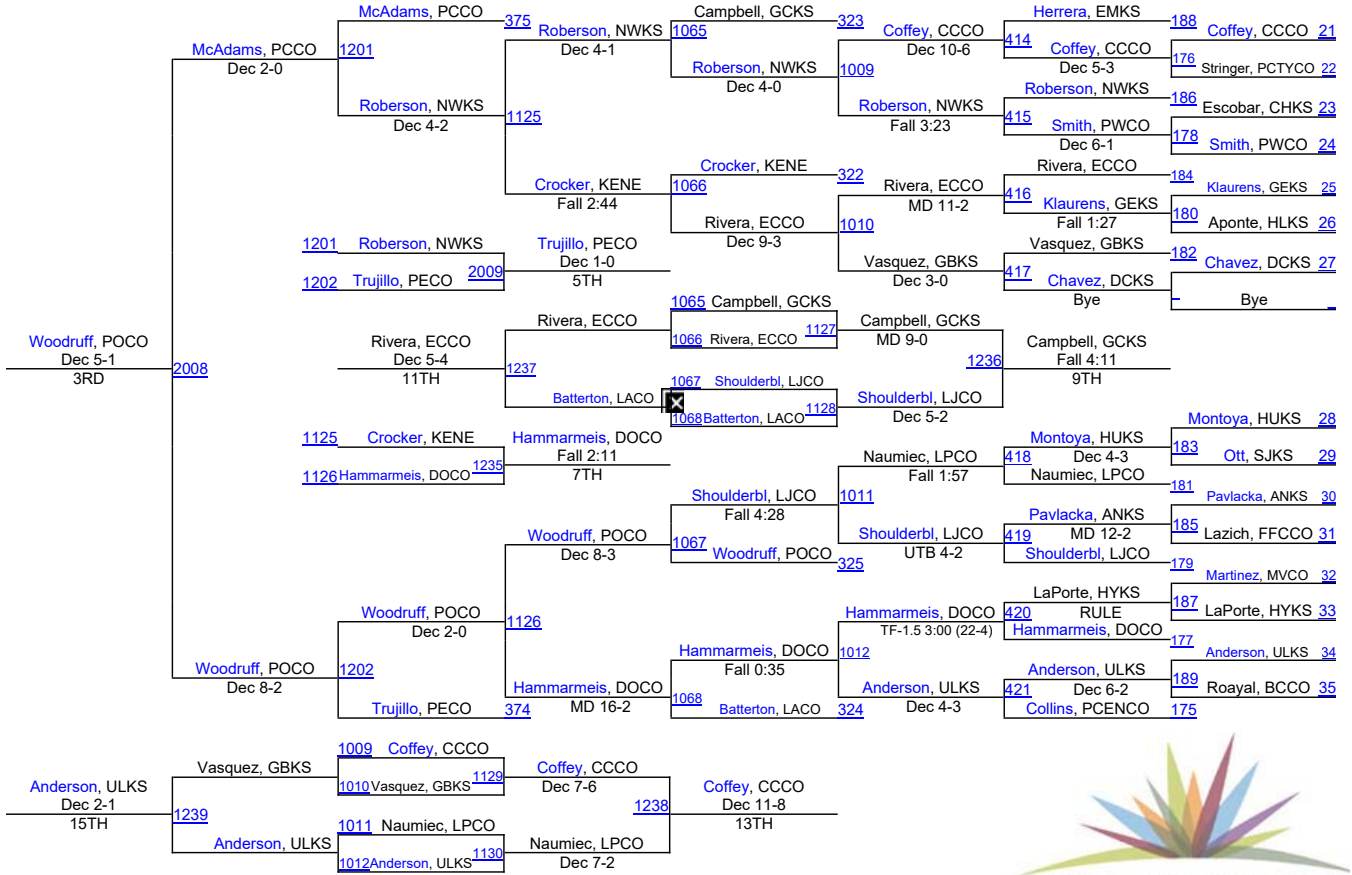 McAdams, PCCO
375
Campbell, GCKS
323
Herrera, EMKS
188
Coffey, CCCO 21
McAdams, PCCO
1201
Roberson, NWKS
1065
Coffey, CCCO
414
Dec 2-0
Dec 4-1
Dec 10-6
Coffey, CCCO
176
Dec 5-3
Stringer, PCTYCO 22
Roberson, NWKS
1009
Dec 4-0
Roberson, NWKS
186
Escobar, CHKS 23
Roberson, NWKS
1125
Roberson, NWKS
415
Dec 4-2
Fall 3:23
Smith, PWCO
178
Dec 6-1
Smith, PWCO 24
Crocker, KENE
322
Rivera, ECCO
184
Crocker, KENE
1066
Rivera, ECCO
416
Klaurens, GEKS 25
Fall 2:44
MD 11-2
Klaurens, GEKS
180
Rivera, ECCO
1010
Fall 1:27
Aponte, HLKS 26
Dec 9-3
1201 Roberson, NWKS
Trujillo, PECO
Vasquez, GBKS
182
Dec 1-0
Vasquez, GBKS
417
Chavez, DCKS 27
1202 Trujillo, PECO
2009
5TH
Dec 3-0
Chavez, DCKS
Bye
Bye
1065 Campbell, GCKS
Rivera, ECCO
1127
Campbell, GCKS
Woodruff, POCO
Rivera, ECCO
1066 Rivera, ECCO
MD 9-0
Campbell, GCKS
Dec 5-1
Dec 5-4
1236
Fall 4:11
3RD
2008
11TH
1237
9TH
1067 Shoulderbl, LJCO
Batterton, LACO
1128
Shoulderbl, LJCO
1068 Batterton, LACO
Dec 5-2
1125 Crocker, KENE
Hammarmeis, DOCO
Montoya, HUKS 28
Fall 2:11
Naumiec, LPCO
418
Montoya, HUKS
183
1126 Hammarmeis, DOCO
1235
7TH
Fall 1:57
Dec 4-3
Ott, SJKS 29
Naumiec, LPCO
181
Shoulderbl, LJCO
1011
Pavlacka, ANKS 30
Fall 4:28
Pavlacka, ANKS
185
Woodruff, POCO
1067
Shoulderbl, LJCO
419
MD 12-2
Lazich, FFCCO 31
Dec 8-3
Woodruff, POCO
325
UTB 4-2
Shoulderbl, LJCO
179
Martinez, MVCO 32
LaPorte, HYKS
187
Woodruff, POCO
1126
Hammarmeis, DOCO
420
RULE
LaPorte, HYKS 33
Dec 2-0
TF-1.5 3:00 (22-4)
Hammarmeis, DOCO
177
Hammarmeis, DOCO
1012
Anderson, ULKS 34
Woodruff, POCO
1202
Fall 0:35
Anderson, ULKS
189
Dec 8-2
Hammarmeis, DOCO
1068
Anderson, ULKS
421
Dec 6-2
Roayal, BCCO 35
MD 16-2
Dec 4-3
Trujillo, PECO
374
Batterton, LACO
324
Collins, PCENCO
175
1009 Coffey, CCCO
Vasquez, GBKS
1129
Coffey, CCCO
1010 Vasquez, GBKS
Dec 7-6
Anderson, ULKS
Coffey, CCCO
Dec 2-1
1238
Dec 11-8
15TH
1239
13TH
1011 Naumiec, LPCO
Anderson, ULKS
1130
Naumiec, LPCO
1012 Anderson, ULKS
Dec 7-2